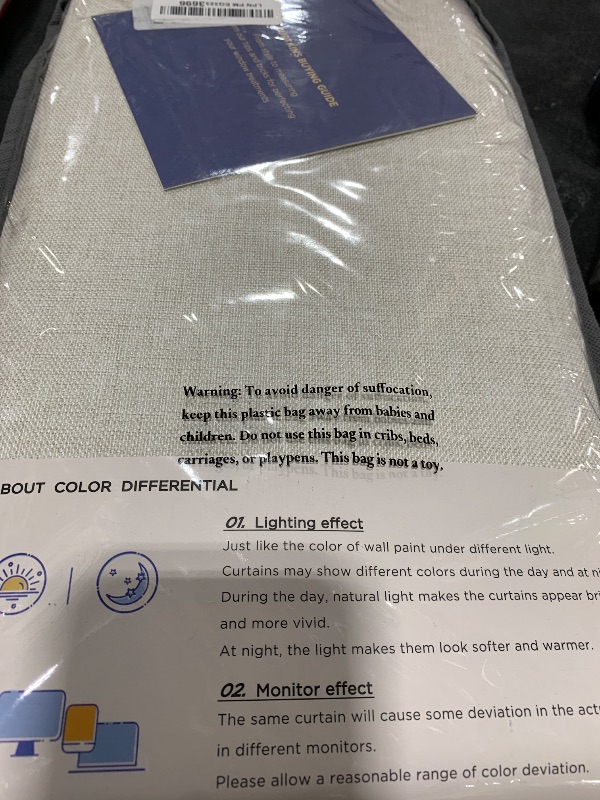 BUYING GUIDE
Warning: To avoid danger of suffocation,
keep this plastic bag away from babies and
children. Do not use this bag in cribs, beds,
carriages, or playpens. This bag is not a toy.
BOUT COLOR DIFFERENTIAL
01. Lighting effect
Just like the color of wall paint under different light.
Curtains may show different colors during the day and at ni
During the day, natural light makes the curtains appear bri
and more vivid.
At night, the light makes them look softer and warmer.
02. Monitor effect
The same curtain will cause some deviation in the act
in different monitors.
Please allow a reasonable range of color deviation.